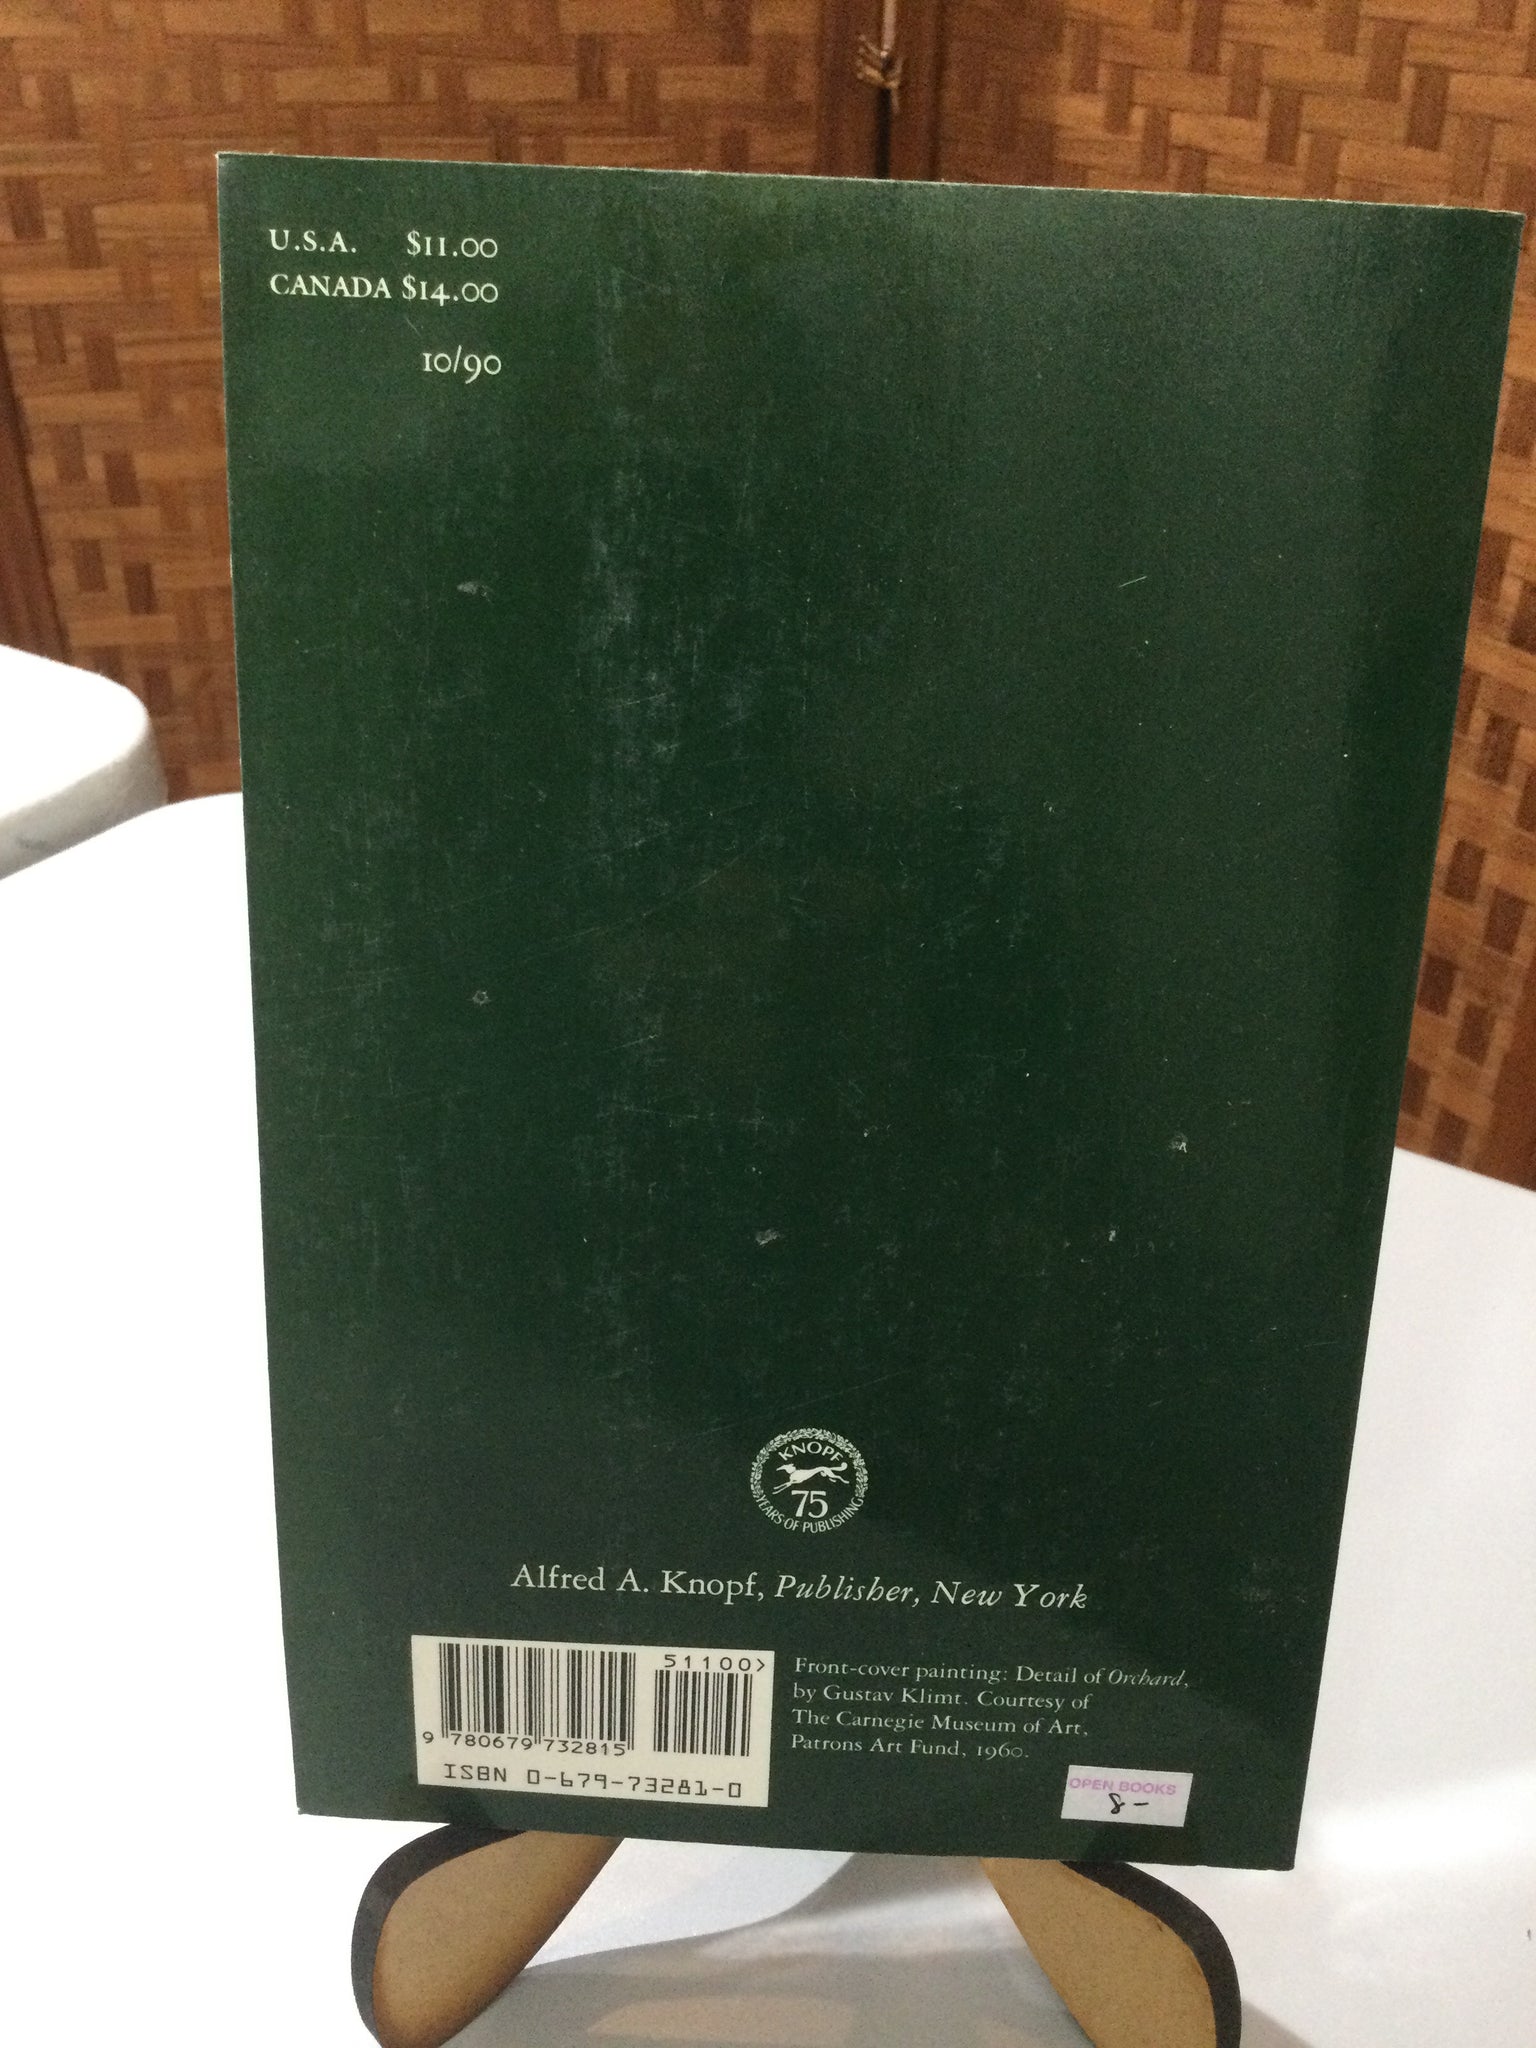 U.S.A. $11.00
CANADA $14.00
10/90
KNOPF
75
YEARS OF PUBLISHING
Alfred A. Knopf, Publisher, New York
51100>
9 780679 732815
ISBN 0-679-73281-0
Front-cover painting: Detail of Orchard,
by Gustav Klimt. Courtesy of
The Carnegie Museum of Art,
Patrons Art Fund, 1960.
OPEN BOOKS
8-